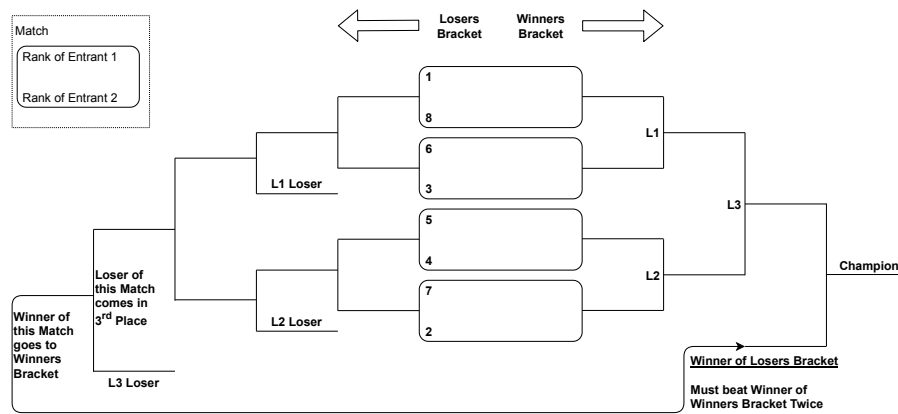 Match
Rank of Entrant 1
Rank of Entrant 2
Losers
Bracket
Winners
Bracket
1
8
6
3
5
4
7
2
L1
L2
L3
L1 Loser
L2 Loser
L3 Loser
Loser of
this Match
comes in
3rd Place
Winner of
this Match
goes to
Winners
Bracket
Champion
Winner of Losers Bracket
Must beat Winner of
Winners Bracket Twice